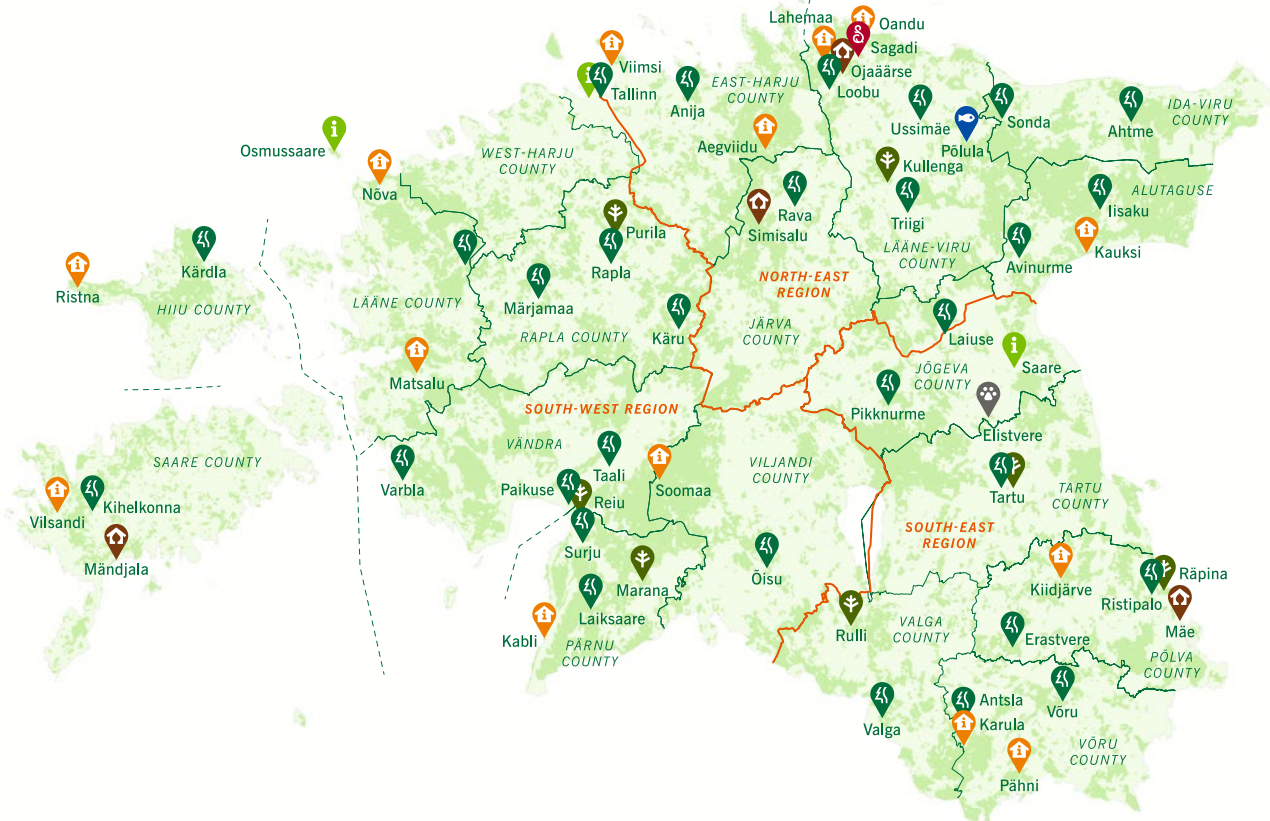 Lahemaa
Oandu
Sagadi
Ojaäärse
Loobu
Viimsi
Tallinn
Anija
EAST-HARJU
COUNTY
Ussimäe
Põlula
Sonda
Ahtme
IDA-VIRU
COUNTY
Osmussaare
WEST-HARJU
COUNTY
Aegviidu
Kullenga
Nõva
Triigi
ALUTAGUSE
Iisaku
Rava
Simisalu
Purila
Rapla
Kärdla
Kauksi
Avinurme
LÄÄNE-VIRU
COUNTY
Ristna
HIIU COUNTY
LÄÄNE COUNTY
Märjamaa
NORTH-EAST
REGION
RAPLA COUNTY
Käru
JÄRVA
COUNTY
Laiuse
Saare
JÕGEVA
COUNTY
Matsalu
Pikknurme
Elistvere
SOUTH-WEST REGION
VÄNDRA
Taali
Soomaa
VILJANDI
COUNTY
SAARE COUNTY
Varbla
Paikuse
Reiu
Tartu
TARTU
COUNTY
Kihelkonna
Vilsandi
Mändjala
Surju
SOUTH-EAST
REGION
Õisu
Marana
Kiidjärve
Räpina
Ristipalo
Laiksaare
Kabli
PÄRNU
COUNTY
Rulli
VALGA
COUNTY
Erastvere
Mäe
PÕLVA
COUNTY
Antsla
Võru
Valga
Karula
VÕRU
COUNTY
Pähni